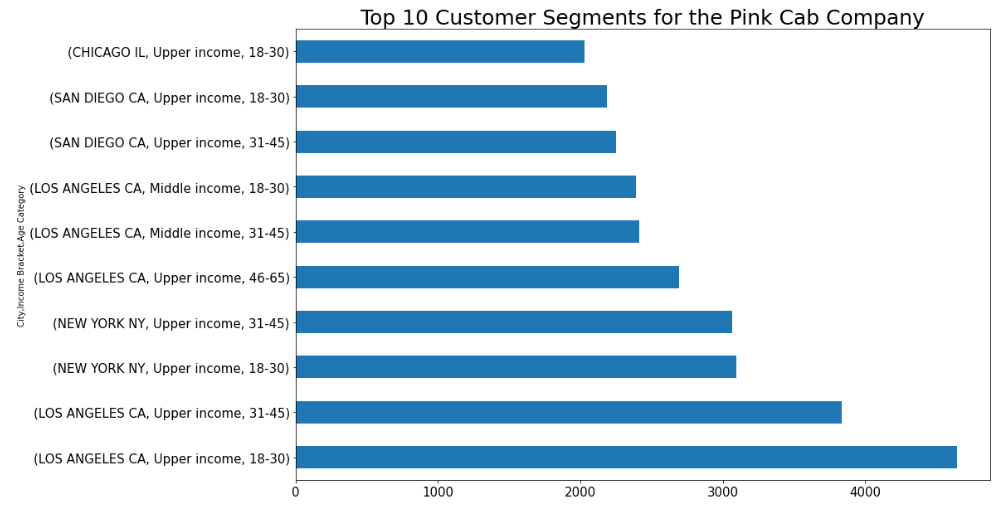 Top 10 Customer Segments for the Pink Cab Company
(CHICAGO IL, Upper income, 18-30)
(SAN DIEGO CA, Upper income, 18-30)
(SAN DIEGO CA, Upper income, 31-45)
(LOS ANGELES CA, Middle income, 18-30)
(LOS ANGELES CA, Middle income, 31-45)
(LOS ANGELES CA, Upper income, 46-65)
(NEW YORK NY, Upper income, 31-45)
(NEW YORK NY, Upper income, 18-30)
(LOS ANGELES CA, Upper income, 31-45)
(LOS ANGELES CA, Upper income, 18-30)
City,Income Bracket,Age Category
0 1000 2000 3000 4000